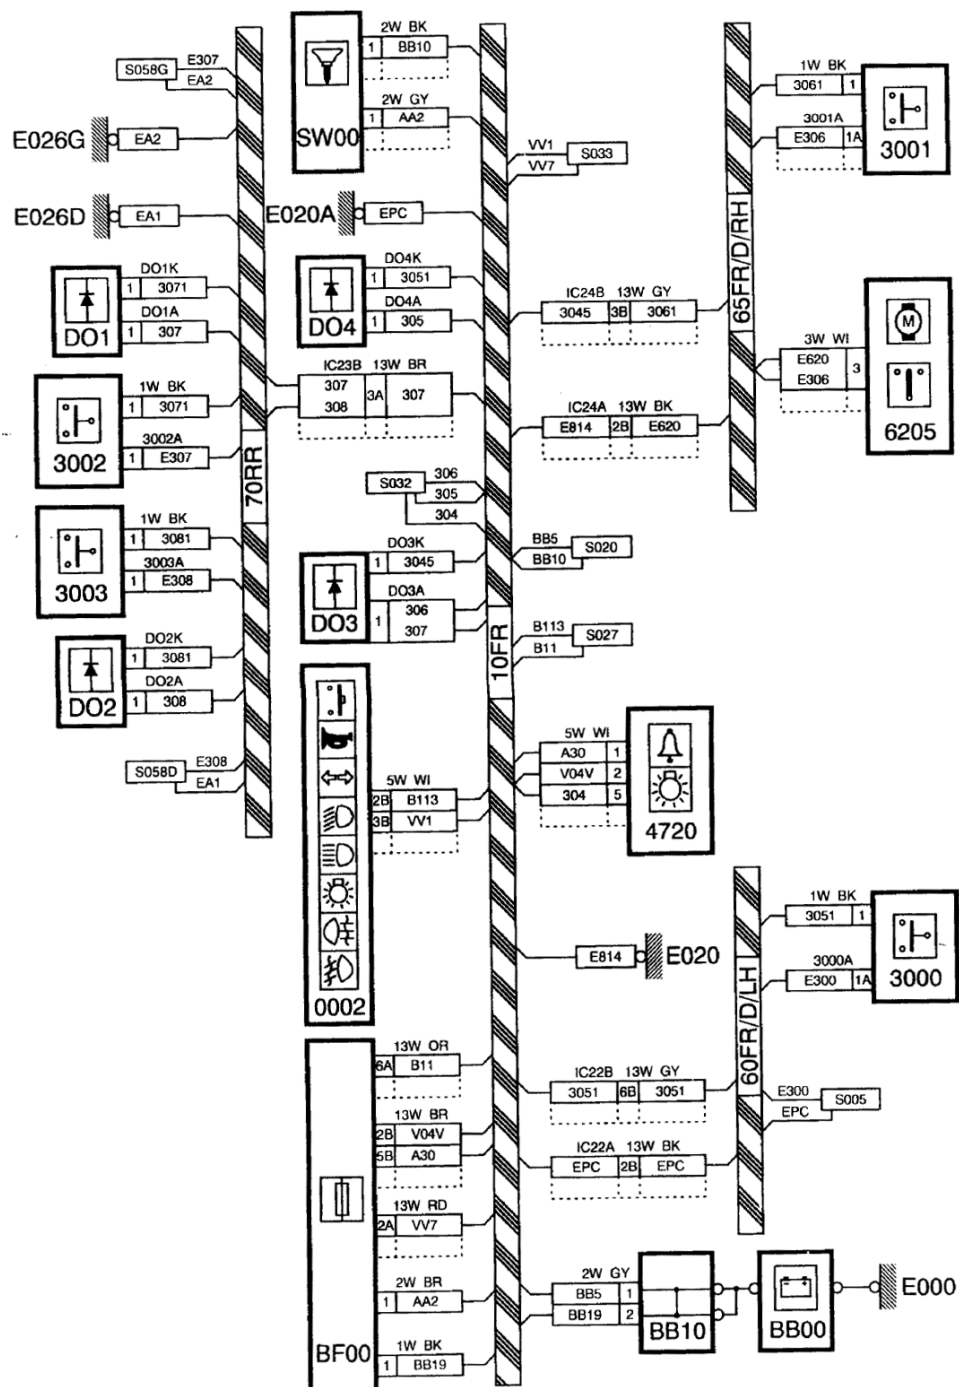 S058G
E307
EA2
E026G
EA2
E026D
EA1
DO1K
1 3071
DO1A
1 307
DO1
1W BK
1 3071
3002A
1 E307
3002
70RR
1W BK
1 3081
3003A
1 E308
3003
DO2K
1 3081
DO2A
1 308
DO2
S058D
E308
EA1
SW00
2W BK
1 BB10
2W GY
1 AA2
E020A
EPC
DO4K
1 3051
DO4A
1 305
DO4
IC23B 13W BR
307
308
3A
307
S032
306
305
304
DO3K
1 3045
DO3A
1
306
307
DO3
10FR
5W WI
2B B113
3B VV1
0002
13W OR
6A B11
13W BR
2B V04V
5B A30
13W RD
2A VV7
2W BR
1 AA2
1W BK
1 BB19
BF00
VV1
VV7
S033
IC24B 13W GY
3045 3B 3061
IC24A 13W BK
E814 2B E620
BB5
BB10
S020
B113
B11
S027
5W WI
A30 1
V04V 2
304 5
4720
E814
E020
IC22B 13W GY
3051 6B 3051
IC22A 13W BK
EPC 2B EPC
2W GY
BB5 1
BB19 2
BB10
BB00
E000
65FR/D/RH
1W BK
3061 1
3001A
E306 1A
3001
3W WI
E620
E306
3
6205
60FR/D/LH
1W BK
3051 1
3000A
E300 1A
3000
E300
EPC
S005